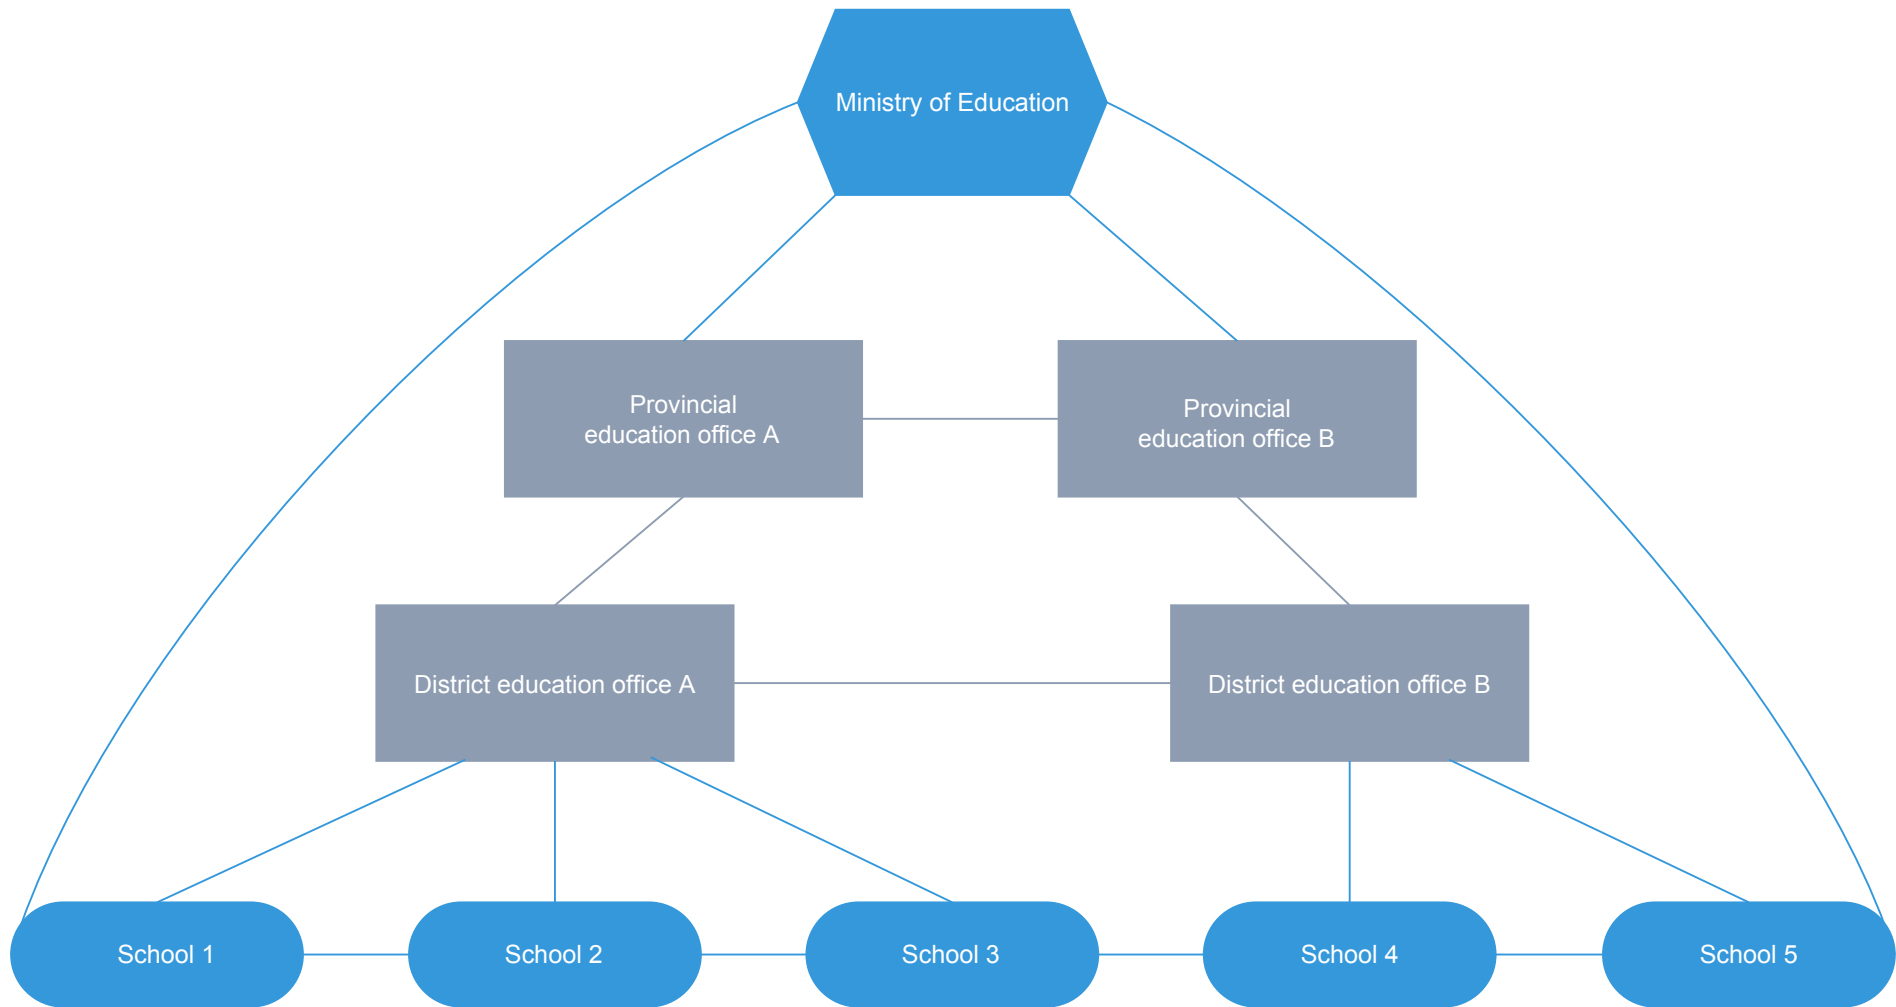 Ministry of Education
Provincial
education office A
Provincial
education office B
District education office A
District education office B
School 1
School 2
School 3
School 4
School 5